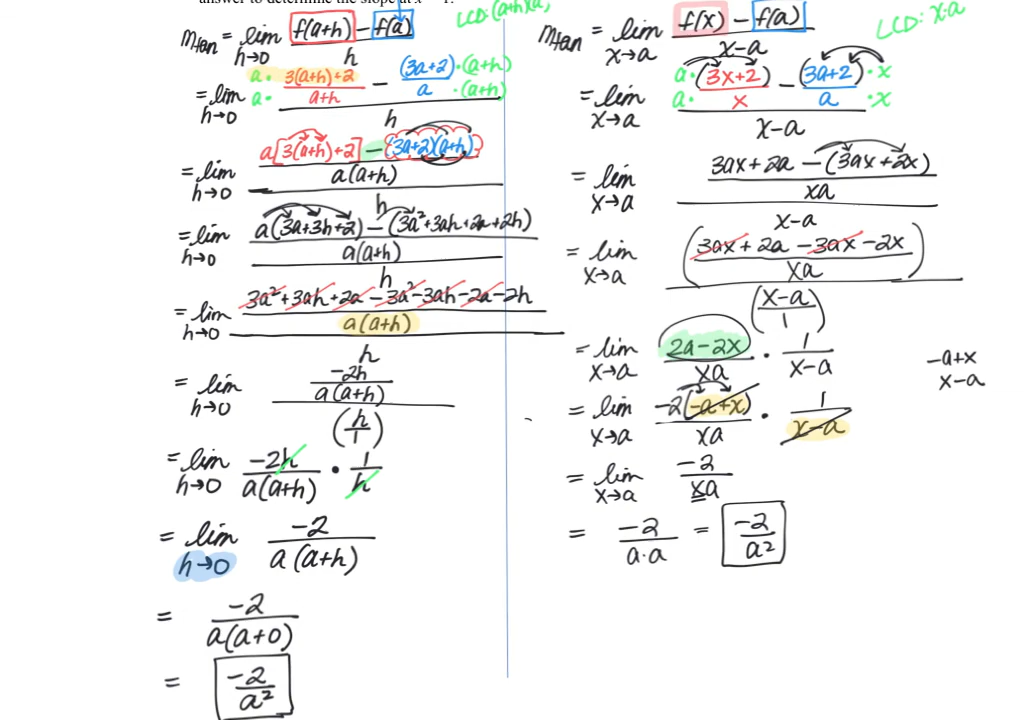 answer to determine the slope at x = 1.
LCD: (a+h)(a)
m_tan = lim h→0 (f(a+h) − f(a)) / h
= lim h→0 (a· (3(a+h)+2) / a· (a+h) − (3a+2)·(a+h) / a·(a+h)) / h
= lim h→0 ((a[3(a+h)+2] − {(3a+2)(a+h)}) / a(a+h)) / h
= lim h→0 ((a(3a+3h+2) − (3a²+3ah+2a+2h)) / a(a+h)) / h
= lim h→0 ((3a²+3ah+2a −3a²−3ah−2a−2h) / a(a+h)) / h
= lim h→0 (−2h / a(a+h)) / (h/1)
= lim h→0 −2h / a(a+h) · 1/h
= lim h→0 −2 / a(a+h)
= −2 / a(a+0)
= −2 / a²
LCD: x·a
m_tan = lim x→a (f(x) − f(a)) / x−a
= lim x→a (a·(3x+2) / a· x − (3a+2)·x / a ·x) / x−a
= lim x→a ((3ax+2a −(3ax+2x)) / xa) / x−a
= lim x→a ((3ax+2a −3ax −2x) / xa) / ((x−a)/1)
= lim x→a (2a−2x) / xa · 1 / x−a
−a+x
x−a
= lim x→a −2(−a+x) / xa · 1 / x−a
= lim x→a −2 / xa
= −2 / a·a = −2 / a²